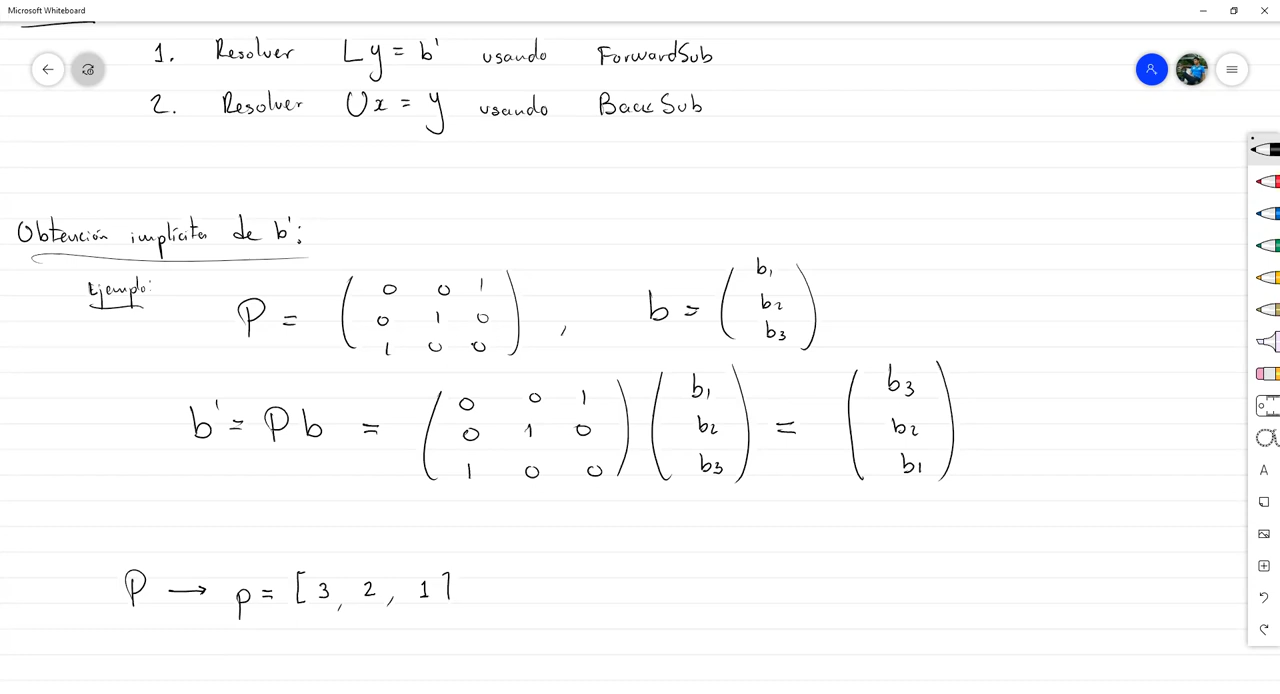 Microsoft Whiteboard
1. Resolver Ly = b' usando ForwardSub
2. Resolver Ux = y usando BackSub
Obtención implícita de b':
Ejemplo:
P = ( 0 0 1 ; 0 1 0 ; 1 0 0 ) , b = ( b₁ ; b₂ ; b₃ )
b' = Pb = ( 0 0 1 ; 0 1 0 ; 1 0 0 ) ( b₁ ; b₂ ; b₃ ) = ( b₃ ; b₂ ; b₁ )
P → p = [ 3 , 2 , 1 ]
A